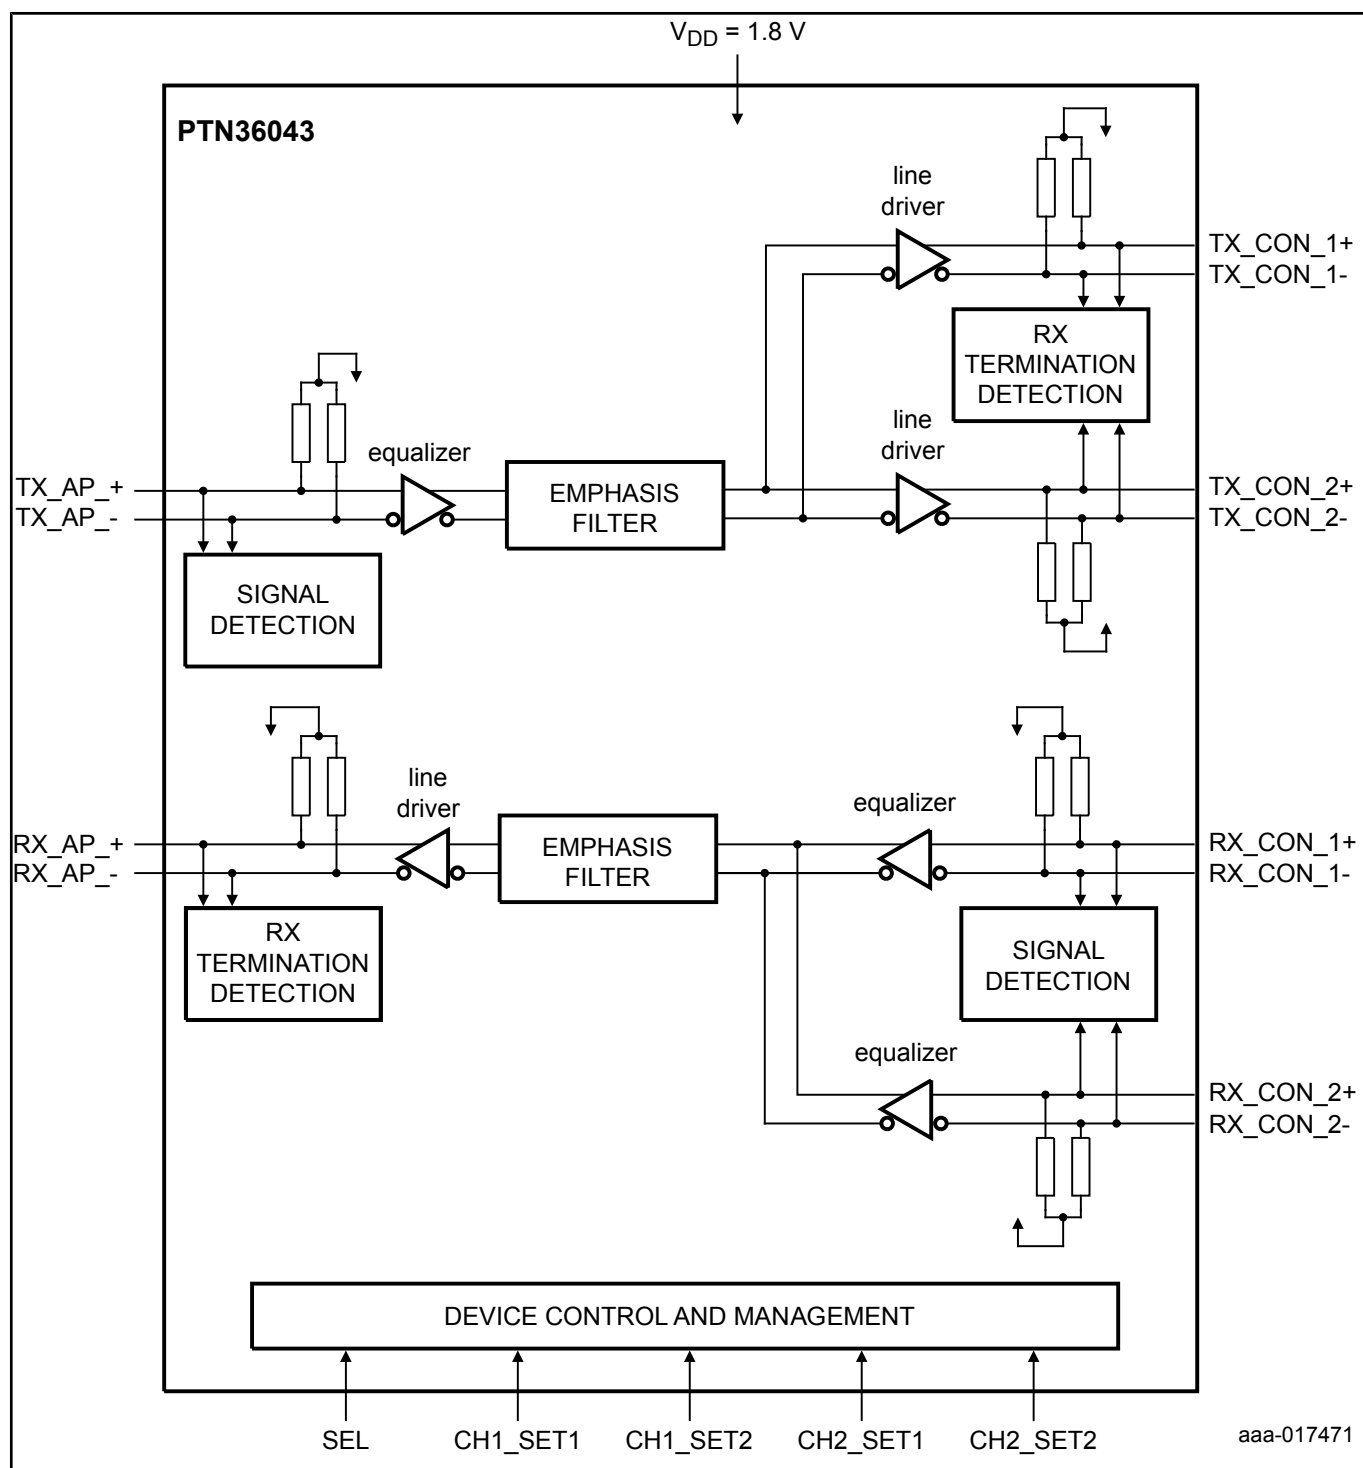 VDD = 1.8 V
PTN36043
line
driver
TX_CON_1+
TX_CON_1-
RX
TERMINATION
DETECTION
equalizer
line
driver
TX_AP_+
TX_AP_-
EMPHASIS
FILTER
TX_CON_2+
TX_CON_2-
SIGNAL
DETECTION
line
driver
equalizer
RX_AP_+
RX_AP_-
EMPHASIS
FILTER
RX_CON_1+
RX_CON_1-
RX
TERMINATION
DETECTION
SIGNAL
DETECTION
equalizer
RX_CON_2+
RX_CON_2-
DEVICE CONTROL AND MANAGEMENT
SEL
CH1_SET1
CH1_SET2
CH2_SET1
CH2_SET2
aaa-017471